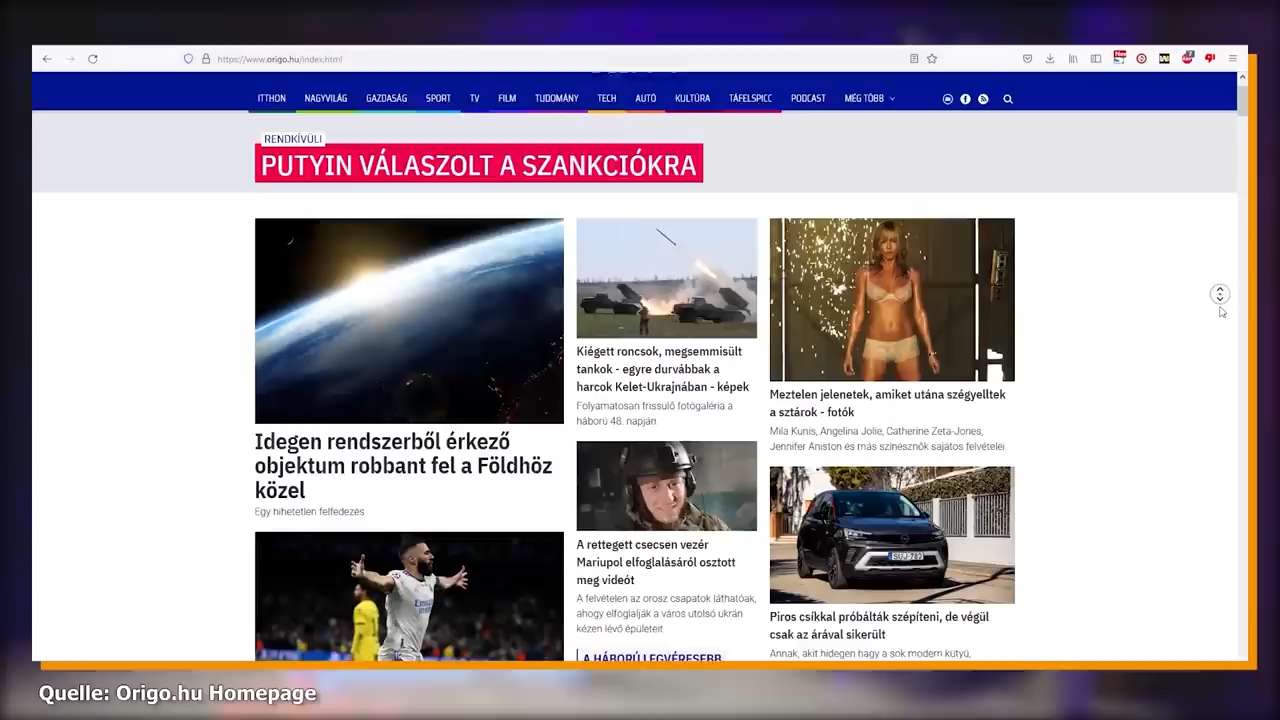 https://www.origo.hu/index.html
ITTHON NAGYVILÁG GAZDASÁG SPORT TV FILM TUDOMÁNY TECH AUTÓ KULTÚRA TÁFELSPICC PODCAST MÉG TÖBB
RENDKÍVÜLI
PUTYIN VÁLASZOLT A SZANKCIÓKRA
Idegen rendszerből érkező
objektum robbant fel a Földhöz
közel
Egy hihetetlen felfedezés
Kiégett roncsok, megsemmisült
tankok - egyre durvábbak a
harcok Kelet-Ukrajnában - képek
Folyamatosan frissülő fotógaléria a
háború 48. napján
A rettegett csecsen vezér
Mariupol elfoglalásáról osztott
meg videót
A felvételen az orosz csapatok láthatóak,
ahogy elfoglalják a város utolsó ukrán
kézen lévő épületeit
A HÁBORÚ LEGVÉRESEBB
Meztelen jelenetek, amiket utána szégyelltek
a sztárok - fotók
Mila Kunis, Angelina Jolie, Catherine Zeta-Jones,
Jennifer Aniston és más színésznők sajátos felvételei
SUJ-782
Piros csíkkal próbálták szépíteni, de végül
csak az árával sikerült
Annak, akit hidegen hagy a sok modern kütyü,
Quelle: Origo.hu Homepage